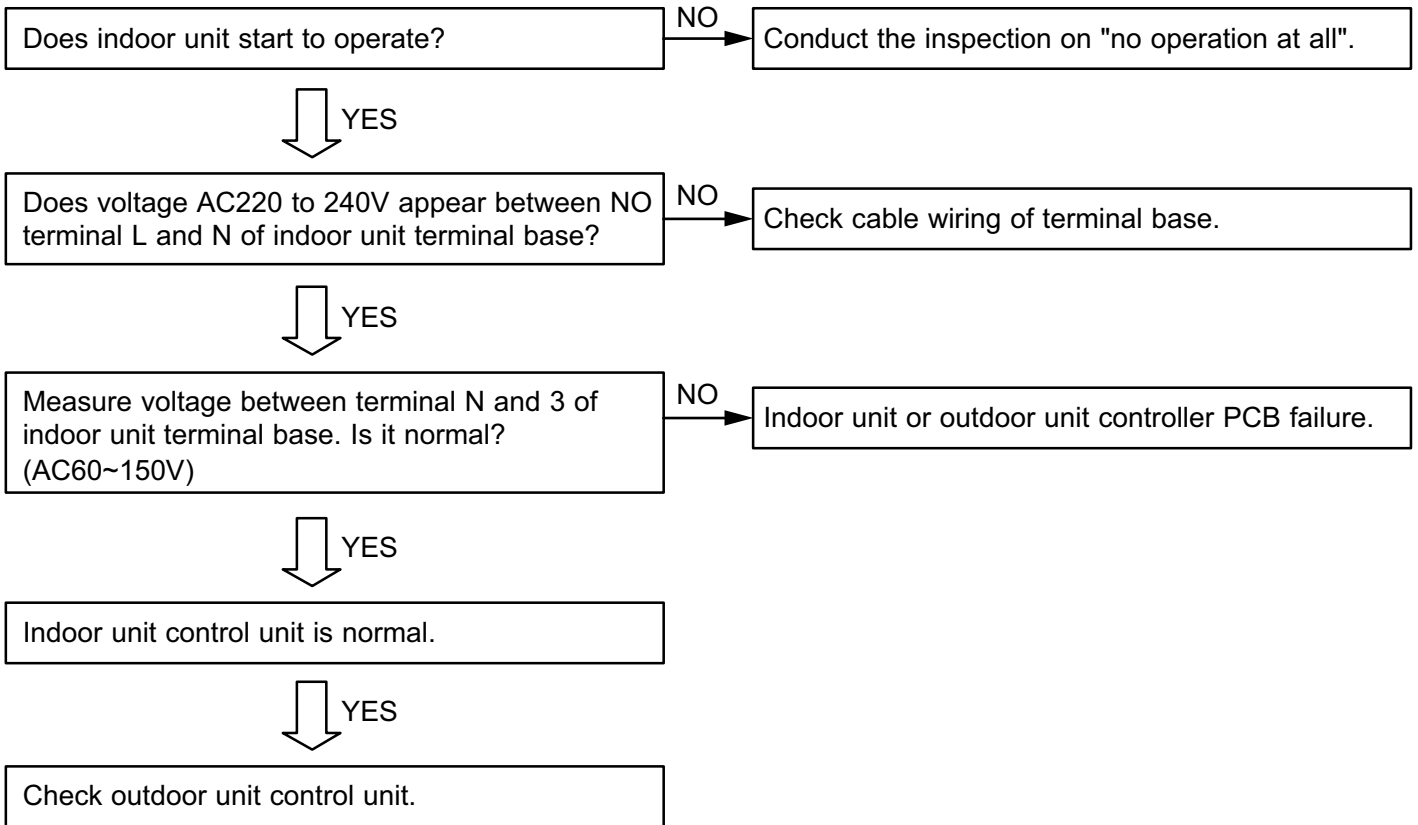 Does indoor unit start to operate?
NO
Conduct the inspection on "no operation at all".
YES
Does voltage AC220 to 240V appear between NO
terminal L and N of indoor unit terminal base?
NO
Check cable wiring of terminal base.
YES
Measure voltage between terminal N and 3 of
indoor unit terminal base. Is it normal?
(AC60~150V)
NO
Indoor unit or outdoor unit controller PCB failure.
YES
Indoor unit control unit is normal.
YES
Check outdoor unit control unit.